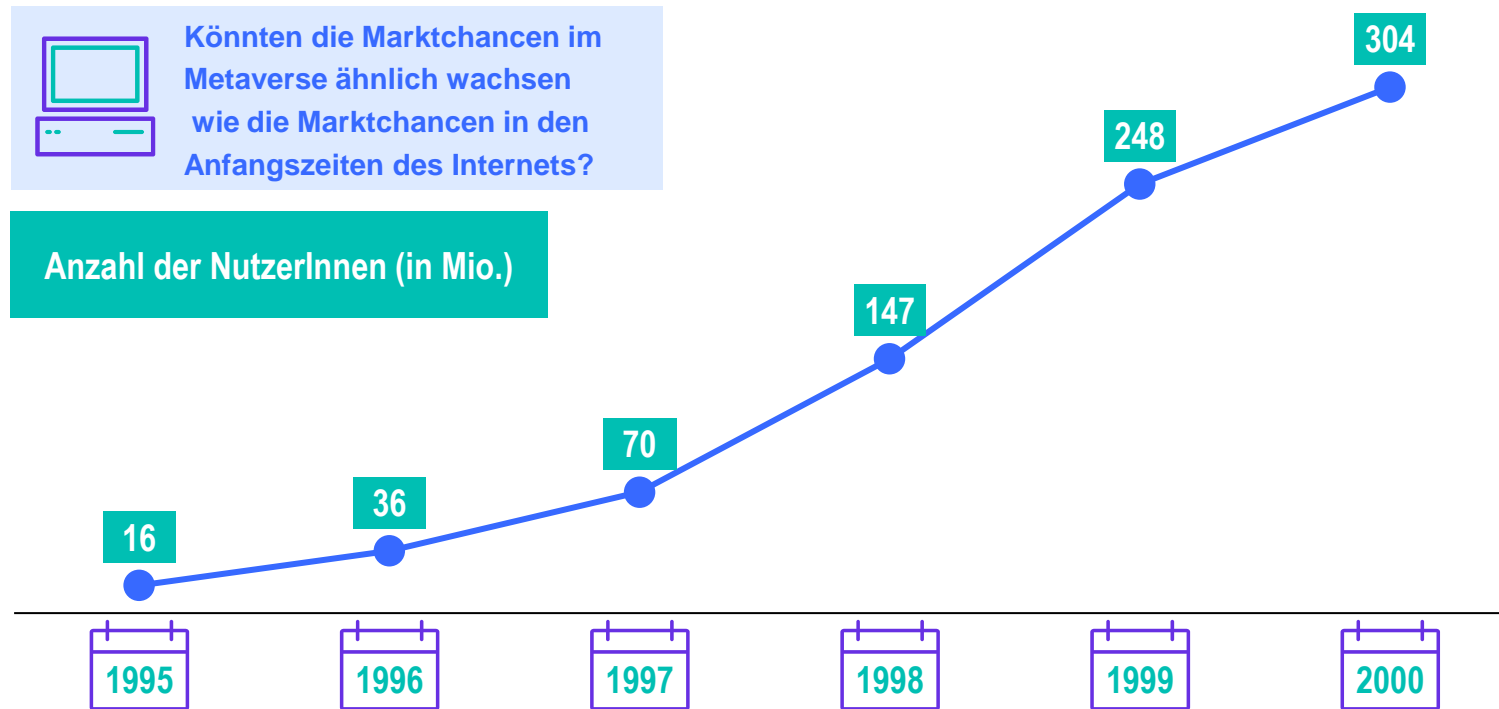 Könnten die Marktchancen im
Metaverse ähnlich wachsen
wie die Marktchancen in den
Anfangszeiten des Internets?
Anzahl der NutzerInnen (in Mio.)
16
36
70
147
248
304
1995
1996
1997
1998
1999
2000